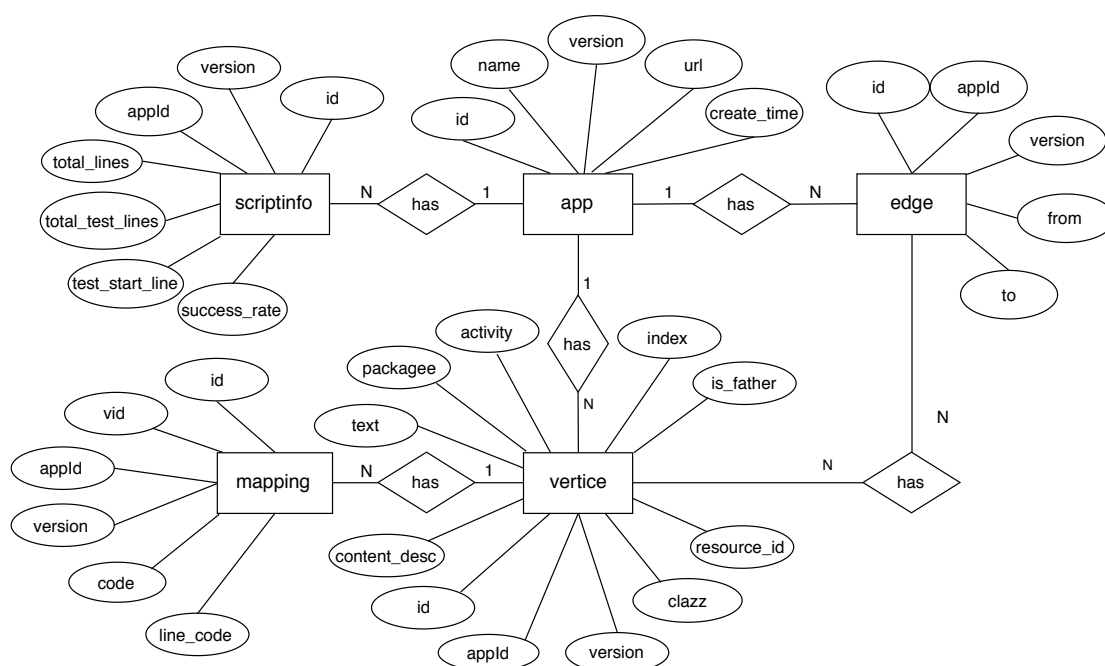 version
name
version
url
id
appId
id
appId
id
create_time
version
total_lines
scriptinfo
N
has
1
app
1
has
N
edge
total_test_lines
from
test_start_line
success_rate
1
to
activity
has
index
packagee
is_father
id
vid
text
N
N
appId
mapping
N
has
1
vertice
N
has
version
content_desc
resource_id
code
id
clazz
line_code
appId
version